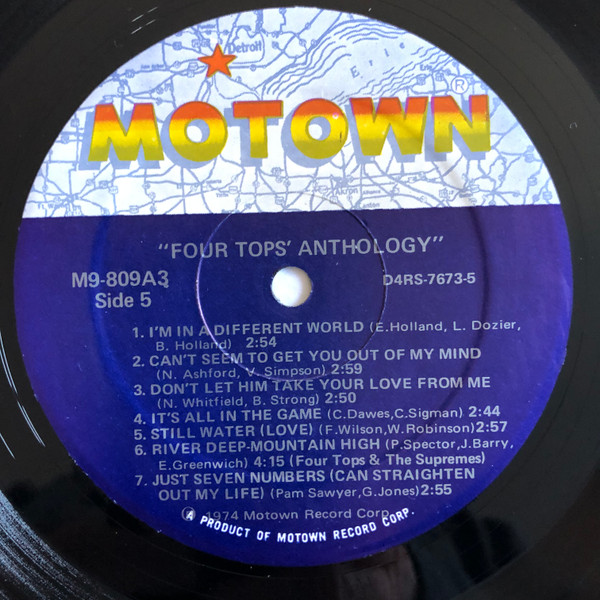 Detroit
Erie
MOTOWN®
Akron
"FOUR TOPS' ANTHOLOGY"
M9-809A3 D4RS-7673-5
Side 5
1. I'M IN A DIFFERENT WORLD (E.Holland, L. Dozier,
B. Holland) 2:54
2. CAN'T SEEM TO GET YOU OUT OF MY MIND
(N. Ashford, V. Simpson) 2:59
3. DON'T LET HIM TAKE YOUR LOVE FROM ME
(N. Whitfield, B. Strong) 2:50
4. IT'S ALL IN THE GAME (C.Dawes,C.Sigman) 2:44
5. STILL WATER (LOVE) (F.Wilson,W.Robinson)2:57
6. RIVER DEEP-MOUNTAIN HIGH (P.Spector,J.Barry,
E.Greenwich) 4:15 (Four Tops & The Supremes)
7. JUST SEVEN NUMBERS (CAN STRAIGHTEN
OUT MY LIFE) (Pam Sawyer,G.Jones)2:55
℗ 1974 Motown Record Corp.
A PRODUCT OF MOTOWN RECORD CORP.